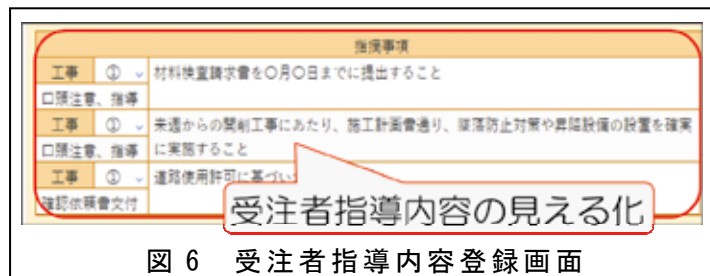 指摘事項
工事 ① 材料検査請求書を〇月〇日までに提出すること
口頭注意、指導
工事 ① 来週からの開削工事にあたり、施工計画書通り、墜落防止対策や昇降設備の設置を確実
口頭注意、指導 に実施すること
工事 ① 道路使用許可に基づい
確認依頼書交付
受注者指導内容の見える化
図6 受注者指導内容登録画面